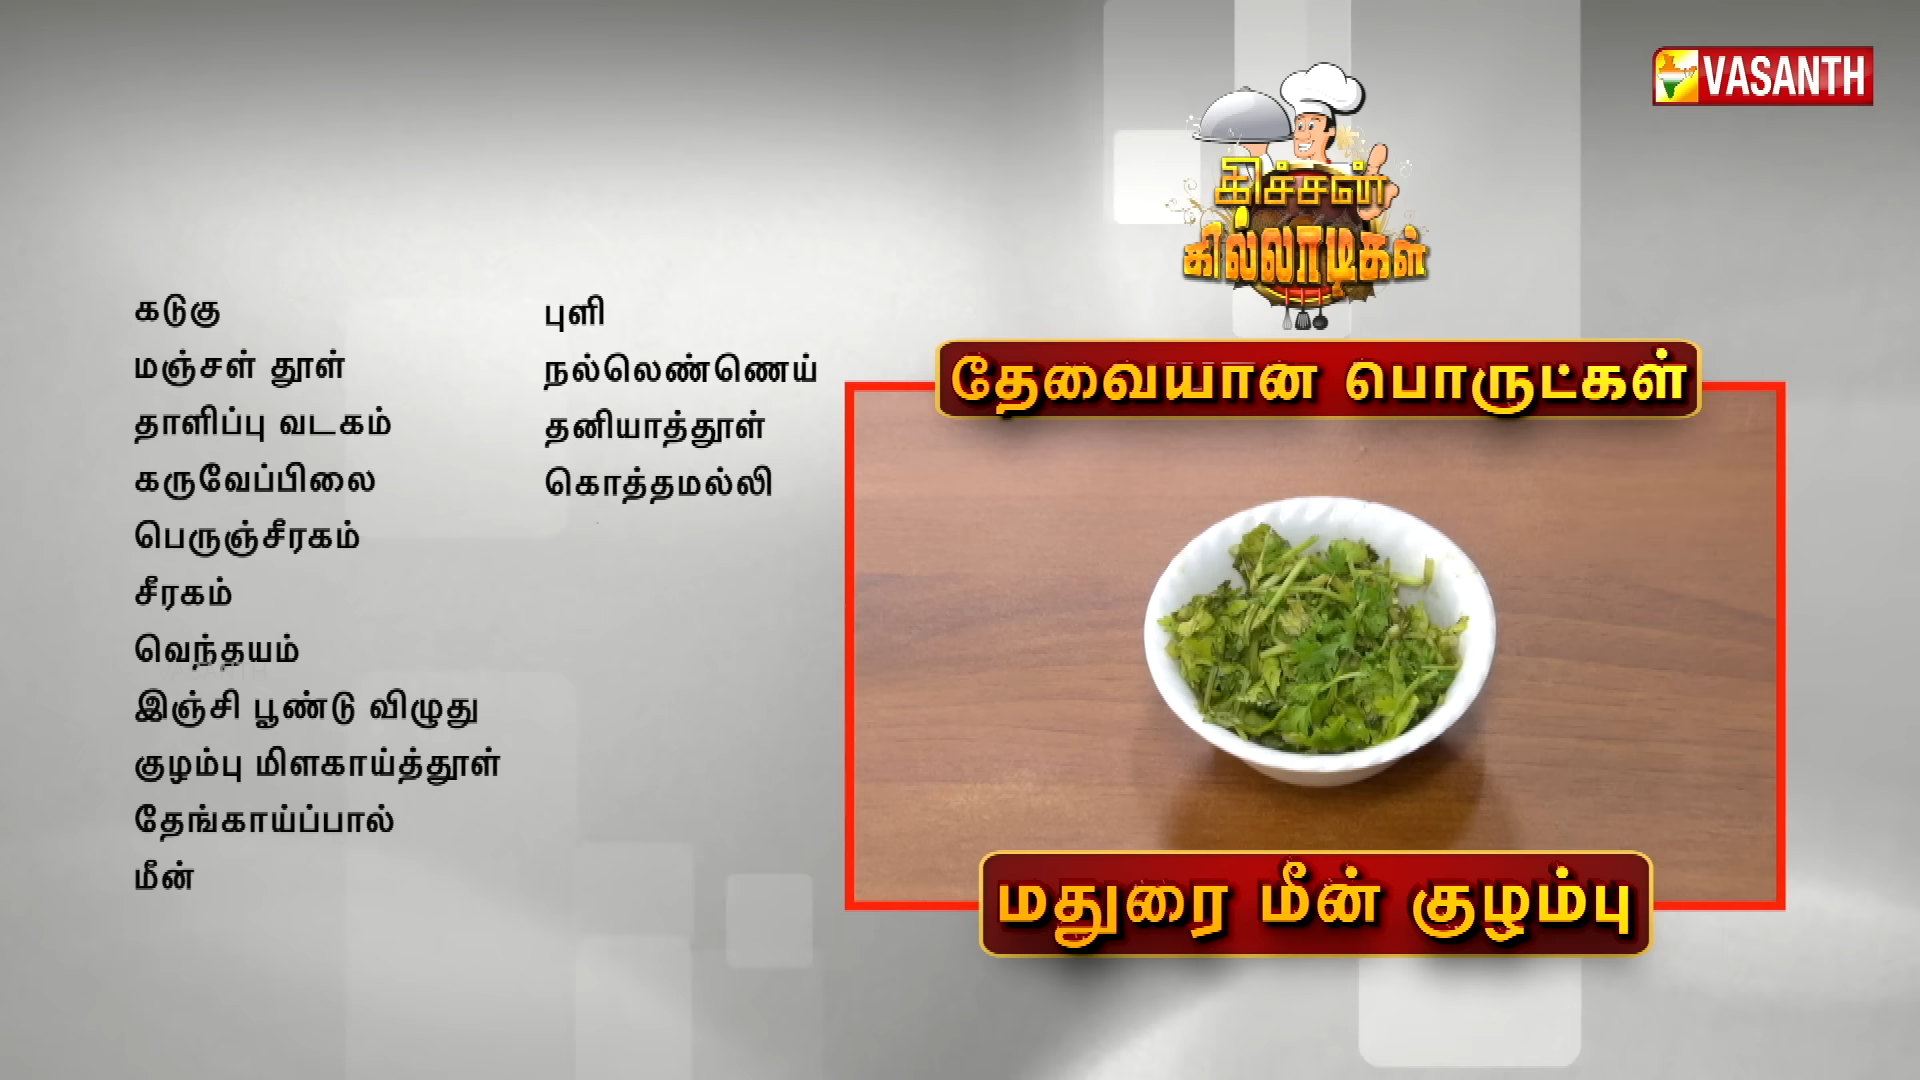 VASANTH
கிச்சன்
கில்லாடிகள்
தேவையான பொருட்கள்
கடுகு
மஞ்சள் தூள்
தாளிப்பு வடகம்
கருவேப்பிலை
பெருஞ்சீரகம்
சீரகம்
வெந்தயம்
இஞ்சி பூண்டு விழுது
குழம்பு மிளகாய்த்தூள்
தேங்காய்ப்பால்
மீன்
புளி
நல்லெண்ணெய்
தனியாத்தூள்
கொத்தமல்லி
மதுரை மீன் குழம்பு